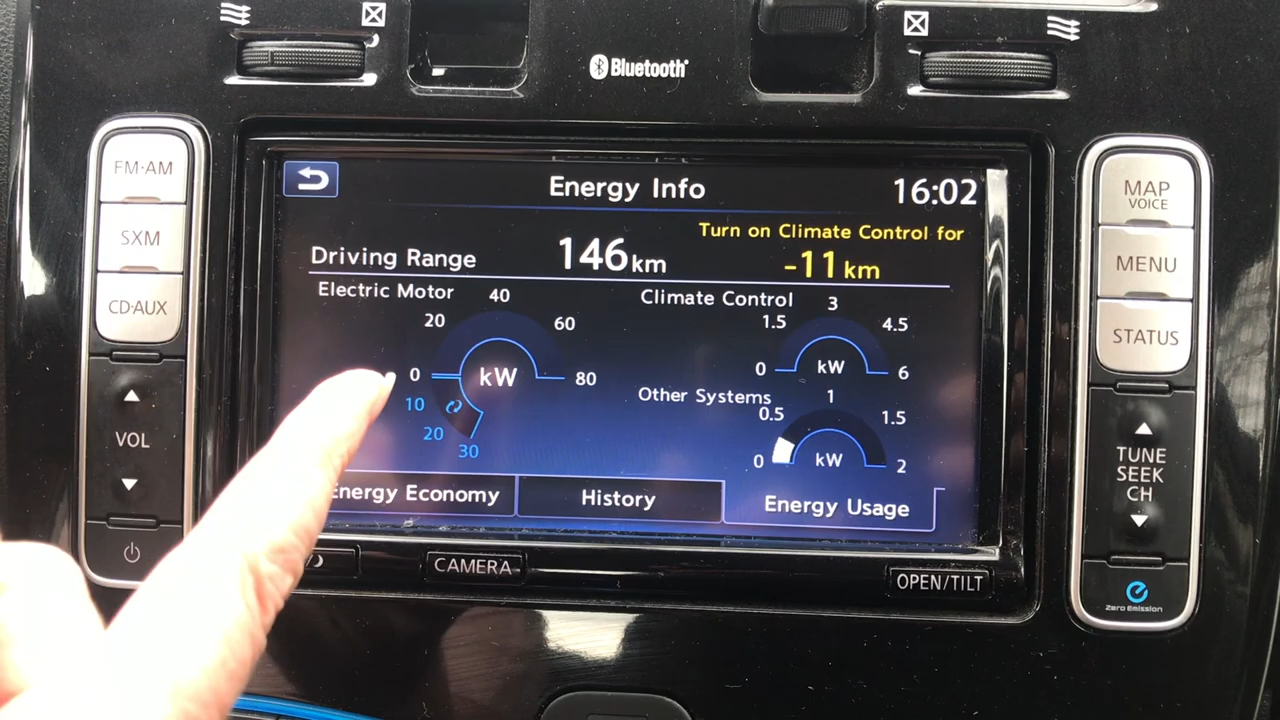 Bluetooth
FM·AM
SXM
CD·AUX
VOL
MAP
VOICE
MENU
STATUS
TUNE
SEEK
CH
Zero Emission
Energy Info
16:02
Turn on Climate Control for
Driving Range 146 km -11 km
Electric Motor
0 20 40 60 80
kW
10
20
30
Climate Control
0 1.5 3 4.5 6
kW
Other Systems
0 0.5 1 1.5 2
kW
Energy Economy
History
Energy Usage
CAMERA
OPEN/TILT